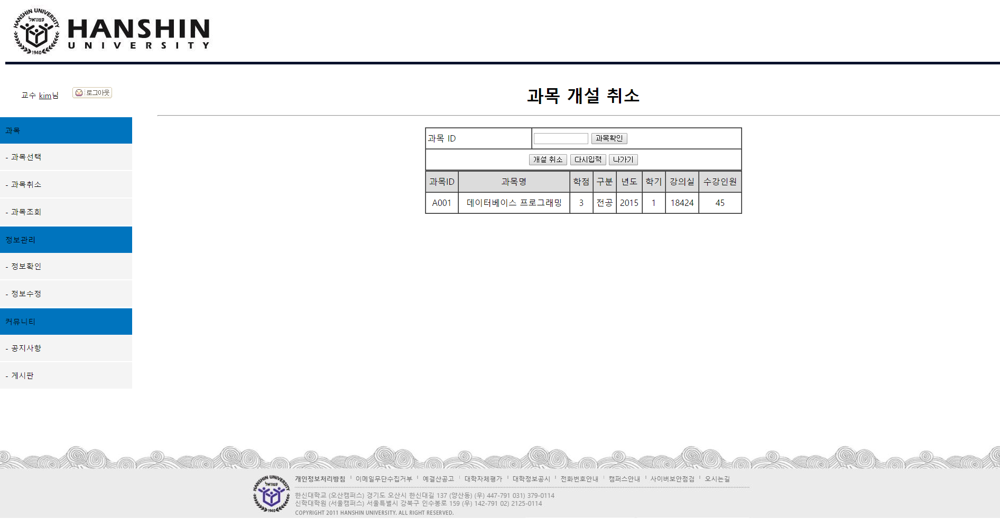 HANSHIN UNIVERSITY
עמנואל
1940
HANSHIN
UNIVERSITY
교수 kim님
로그아웃
과목
- 과목선택
- 과목취소
- 과목조회
정보관리
- 정보확인
- 정보수정
커뮤니티
- 공지사항
- 게시판
과목 개설 취소
과목 ID 과목확인
개설 취소 다시입력 나가기
과목ID 과목명 학점 구분 년도 학기 강의실 수강인원
A001 데이터베이스 프로그래밍 3 전공 2015 1 18424 45
HANSHIN UNIVERSITY
עמנואל
1940
개인정보처리방침 이메일무단수집거부 예결산공고 대학자체평가 대학정보공시 전화번호안내 캠퍼스안내 사이버보안점검 오시는길
한신대학교 (오산캠퍼스) 경기도 오산시 한신대길 137 (양산동) (우) 447-791 031) 379-0114
신학대학원 (서울캠퍼스) 서울특별시 강북구 인수봉로 159 (우) 142-791 02) 2125-0114
COPYRIGHT 2011 HANSHIN UNIVERSITY. ALL RIGHT RESERVED.